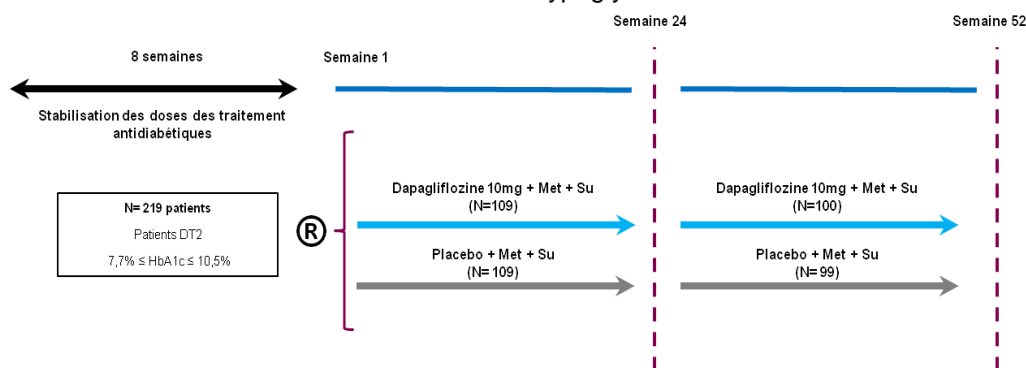 Semaine 24
Semaine 52
8 semaines
Semaine 1
Stabilisation des doses des traitement
antidiabétiques
N= 219 patients
Patients DT2
7,7% ≤ HbA1c ≤ 10,5%
R
Dapagliflozine 10mg + Met + Su
(N=109)
Placebo + Met + Su
(N= 109)
Dapagliflozine 10mg + Met + Su
(N=100)
Placebo + Met + Su
(N= 99)